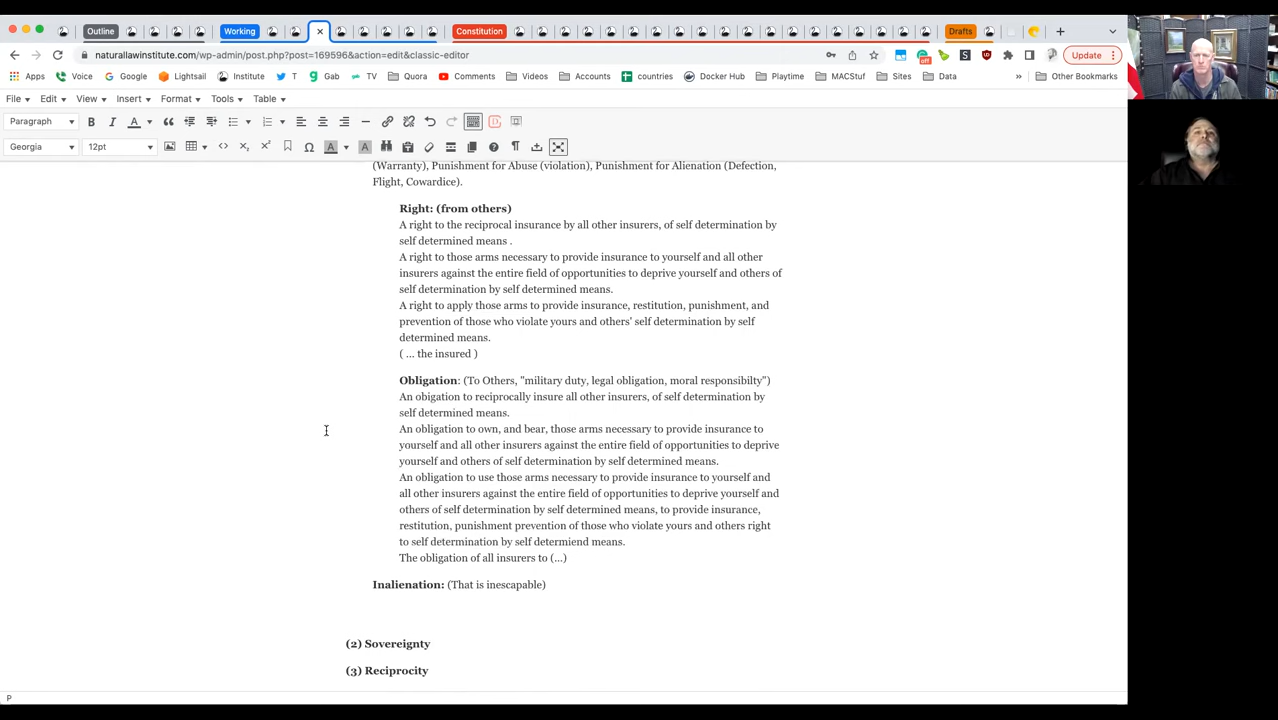 Outline
Working
Constitution
Drafts
naturallawinstitute.com/wp-admin/post.php?post=169596&action=edit&classic-editor
Update
Apps Voice Google Lightsail Institute T Gab TV Quora Comments Videos Accounts countries Docker Hub Playtime MACStuf Sites Data » Other Bookmarks
File Edit View Insert Format Tools Table
Paragraph B I A
Georgia 12pt
(Warranty), Punishment for Abuse (violation), Punishment for Alienation (Defection,
Flight, Cowardice).
Right: (from others)
A right to the reciprocal insurance by all other insurers, of self determination by
self determined means .
A right to those arms necessary to provide insurance to yourself and all other
insurers against the entire field of opportunities to deprive yourself and others of
self determination by self determined means.
A right to apply those arms to provide insurance, restitution, punishment, and
prevention of those who violate yours and others' self determination by self
determined means.
( ... the insured )
Obligation: (To Others, "military duty, legal obligation, moral responsibilty")
An obigation to reciprocally insure all other insurers, of self determination by
self determined means.
An obligation to own, and bear, those arms necessary to provide insurance to
yourself and all other insurers against the entire field of opportunities to deprive
yourself and others of self determination by self determined means.
An obligation to use those arms necessary to provide insurance to yourself and
all other insurers against the entire field of opportunities to deprive yourself and
others of self determination by self determined means, to provide insurance,
restitution, punishment prevention of those who violate yours and others right
to self determination by self determiend means.
The obligation of all insurers to (...)
Inalienation: (That is inescapable)
(2) Sovereignty
(3) Reciprocity
P